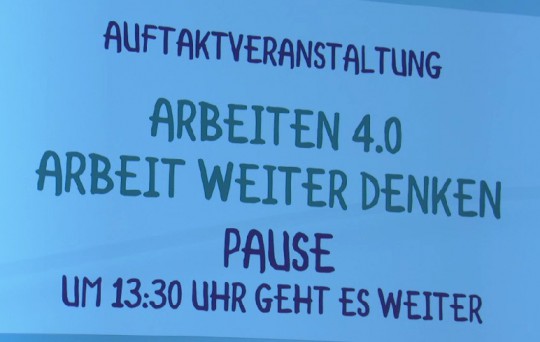 AUFTAKTVERANSTALTUNG
ARBEITEN 4.0
ARBEIT WEITER DENKEN
PAUSE
UM 13:30 UHR GEHT ES WEITER